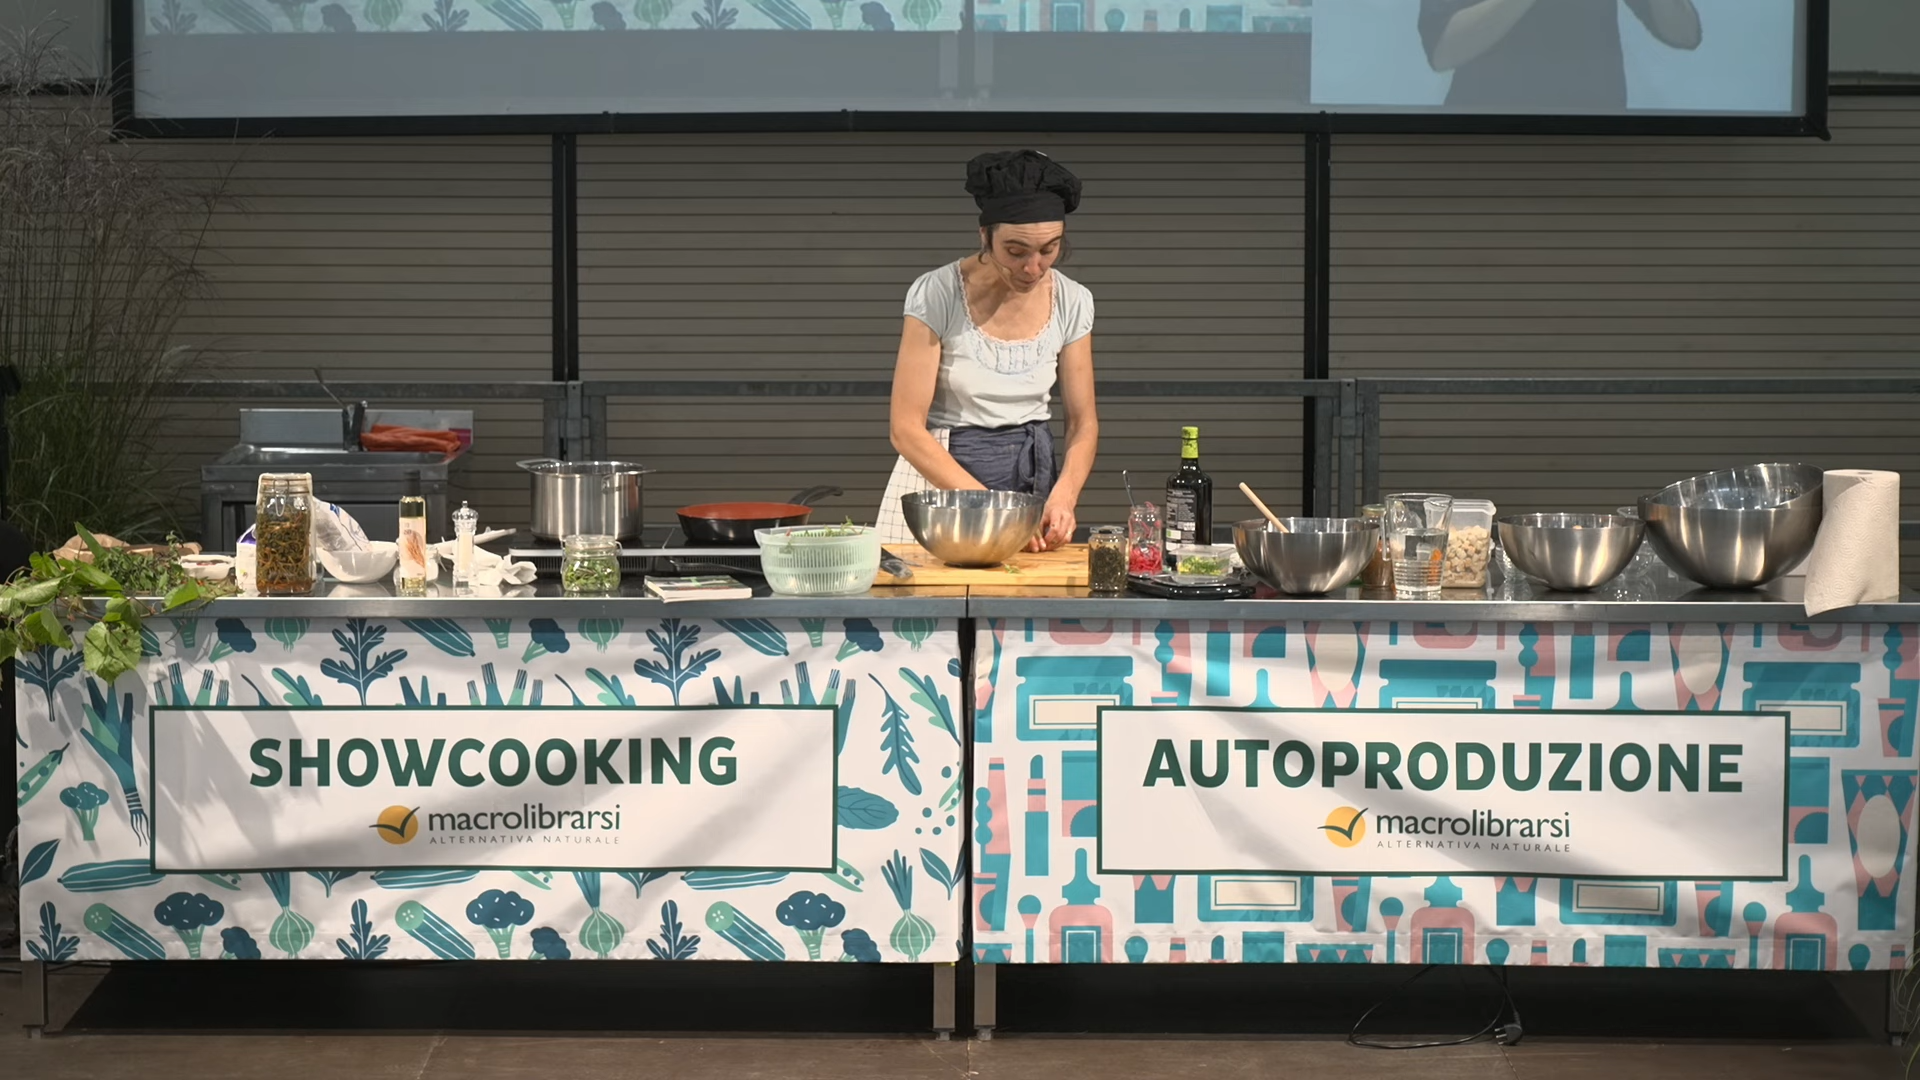 SHOWCOOKING
macrolibrarsi
ALTERNATIVA NATURALE
AUTOPRODUZIONE
macrolibrarsi
ALTERNATIVA NATURALE